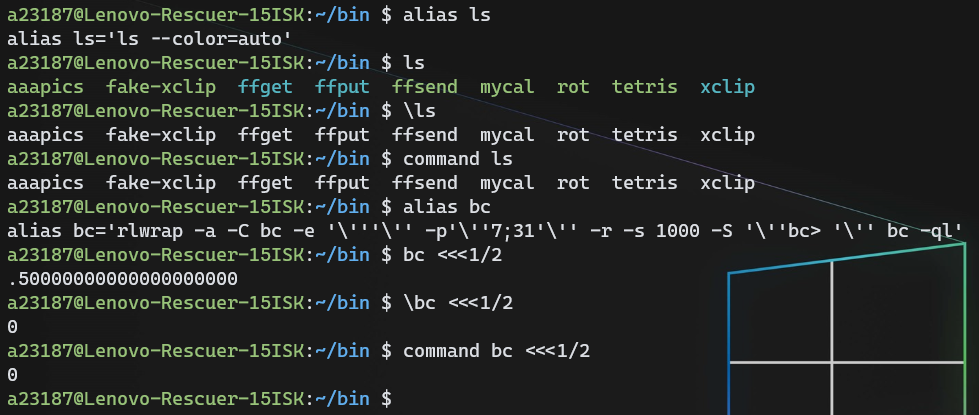 a23187@Lenovo-Rescuer-15ISK:~/bin $ alias ls
alias ls='ls --color=auto'
a23187@Lenovo-Rescuer-15ISK:~/bin $ ls
aaapics  fake-xclip  ffget  ffput  ffsend  mycal  rot  tetris  xclip
a23187@Lenovo-Rescuer-15ISK:~/bin $ \ls
aaapics  fake-xclip  ffget  ffput  ffsend  mycal  rot  tetris  xclip
a23187@Lenovo-Rescuer-15ISK:~/bin $ command ls
aaapics  fake-xclip  ffget  ffput  ffsend  mycal  rot  tetris  xclip
a23187@Lenovo-Rescuer-15ISK:~/bin $ alias bc
alias bc='rlwrap -a -C bc -e '\'''\'' -p'\''7;31'\'' -r -s 1000 -S '\''bc> '\'' bc -ql'
a23187@Lenovo-Rescuer-15ISK:~/bin $ bc <<<1/2
.50000000000000000000
a23187@Lenovo-Rescuer-15ISK:~/bin $ \bc <<<1/2
0
a23187@Lenovo-Rescuer-15ISK:~/bin $ command bc <<<1/2
0
a23187@Lenovo-Rescuer-15ISK:~/bin $